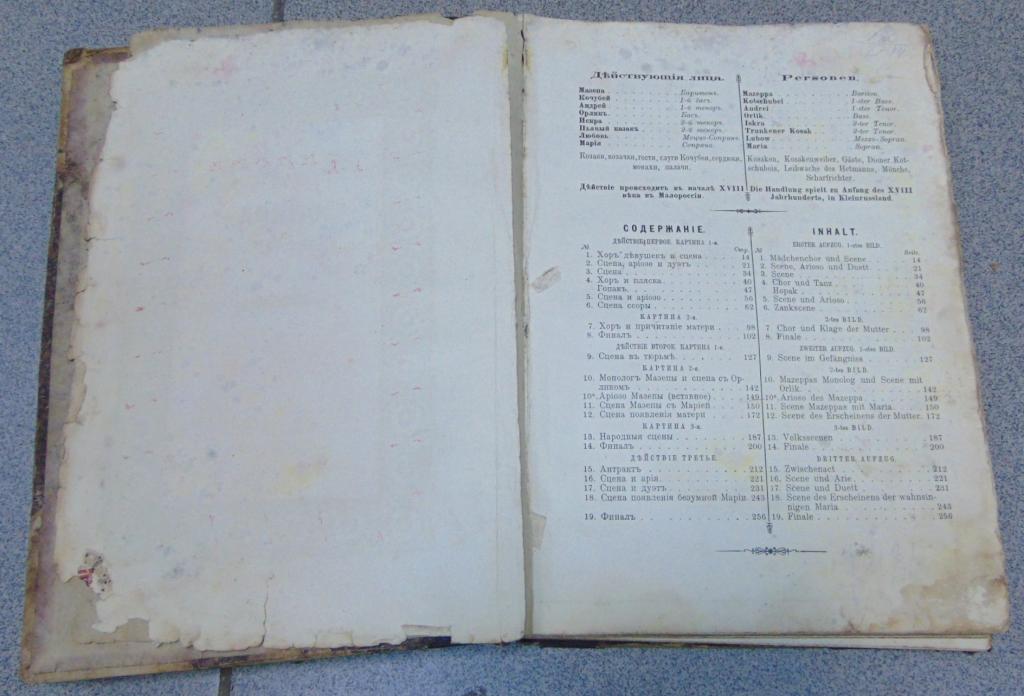 Дѣйствующія лица.
Мазепа . . . . . . . . Баритонъ.
Кочубей . . . . . . . . 1-й басъ.
Андрей . . . . . . . . 1-й теноръ.
Орликъ . . . . . . . . Басъ.
Искра . . . . . . . . 2-й теноръ.
Пьяный казакъ . . . . . 2-й теноръ.
Любовь . . . . . . . . Меццо-Сопрано.
Марія . . . . . . . . Сопрано.
Козаки, козачки, гости, слуги Кочубея, сердюки,
монахи, палачи.
Дѣйствіе происходитъ въ началѣ XVIII
вѣка въ Малороссіи.
Personen.
Mazeppa . . . . . . . . Bariton.
Kotschubei . . . . . . . 1-ster Bass.
Andrei . . . . . . . . 1-ster Tenor.
Orlik . . . . . . . . Bass.
Iskra . . . . . . . . 2-ter Tenor.
Trunkener Kosak . . . . 2-ter Tenor.
Lubow . . . . . . . . Mezzo-Sopran.
Maria . . . . . . . . Sopran.
Kosaken, Kosakenweiber, Gäste, Diener Kot-
schubeis, Leibwache des Hetmanns, Mönche,
Scharfrichter.
Die Handlung spielt zu Anfang des XVIII
Jahrhunderts, in Kleinrussland.
СОДЕРЖАНІЕ.
ДѢЙСТВІЕ ПЕРВОЕ. КАРТИНА 1-я.
№ Стр.
1. Хоръ дѣвушекъ и сцена . . . . 14
2. Сцена, аріозо и дуэтъ . . . . . 21
3. Сцена . . . . . . . . . . 34
4. Хоръ и пляска . . . . . . . 40
Гопакъ . . . . . . . . . 47
5. Сцена и аріозо . . . . . . . 56
6. Сцена ссоры . . . . . . . . 62
КАРТИНА 2-я.
7. Хоръ и причитаніе матери . . . 98
8. Финалъ . . . . . . . . . 102
ДѢЙСТВІЕ ВТОРОЕ. КАРТИНА 1-я.
9. Сцена въ тюрьмѣ . . . . . . 127
КАРТИНА 2-я.
10. Монологъ Мазепы и сцена съ Ор-
ликомъ . . . . . . . . . 142
10ª. Аріозо Мазепы (вставное) . . . . 149
11. Сцена Мазепы съ Маріей . . . . 150
12. Сцена появленія матери . . . . 172
КАРТИНА 3-я.
13. Народныя сцены . . . . . . . 187
14. Финалъ . . . . . . . . . 200
ДѢЙСТВІЕ ТРЕТЬЕ.
15. Антрактъ . . . . . . . . . 212
16. Сцена и арія . . . . . . . . 221
17. Сцена и дуэтъ . . . . . . . 231
18. Сцена появленія безумной Маріи. 243
19. Финалъ . . . . . . . . . 256
INHALT.
ERSTER AUFZUG. 1-stes BILD.
№ Seite.
1. Mädchenchor und Scene . . . . 14
2. Scene, Arioso und Duett . . . . 21
3. Scene . . . . . . . . . . 34
4. Chor und Tanz . . . . . . . 40
Hopak . . . . . . . . . 47
5. Scene und Arioso . . . . . . 56
6. Zankscene . . . . . . . . . 62
2-tes BILD.
7 Chor und Klage der Mutter . . . 98
8. Finale . . . . . . . . . . 102
ZWEITER AUFZUG. 1-stes BILD.
9. Scene im Gefängniss . . . . . 127
2-tes BILD.
10. Mazeppas Monolog und Scene mit
Orlik . . . . . . . . . . 142
10ª. Arioso des Mazeppa . . . . . 149
11. Scene Mazeppas mit Maria . . . 150
12. Scene des Erscheinens der Mutter. 172
3-tes BILD.
13. Volksscenen . . . . . . . . 187
14. Finale . . . . . . . . . . 200
DRITTER AUFZUG.
15. Zwischenact . . . . . . . . 212
16. Scene und Arie . . . . . . . 221
17. Scene und Duett . . . . . . . 231
18. Scene des Erscheinens der wahnsin-
nigen Maria . . . . . . . . 243
19. Finale . . . . . . . . . . 256